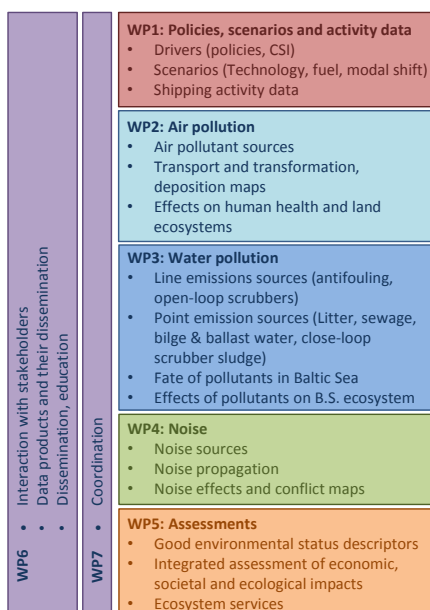 WP1: Policies, scenarios and activity data
• Drivers (policies, CSI)
• Scenarios (Technology, fuel, modal shift)
• Shipping activity data
WP2: Air pollution
• Air pollutant sources
• Transport and transformation,
deposition maps
• Effects on human health and land
ecosystems
WP3: Water pollution
• Line emissions sources (antifouling,
open-loop scrubbers)
• Point emission sources (Litter, sewage,
bilge & ballast water, close-loop
scrubber sludge)
• Fate of pollutants in Baltic Sea
• Effects of pollutants on B.S. ecosystem
WP4: Noise
• Noise sources
• Noise propagation
• Noise effects and conflict maps
WP5: Assessments
• Good environmental status descriptors
• Integrated assessment of economic,
societal and ecological impacts
• Ecosystem services
WP6
• Interaction with stakeholders
• Data products and their dissemination
• Dissemination, education
WP7
• Coordination